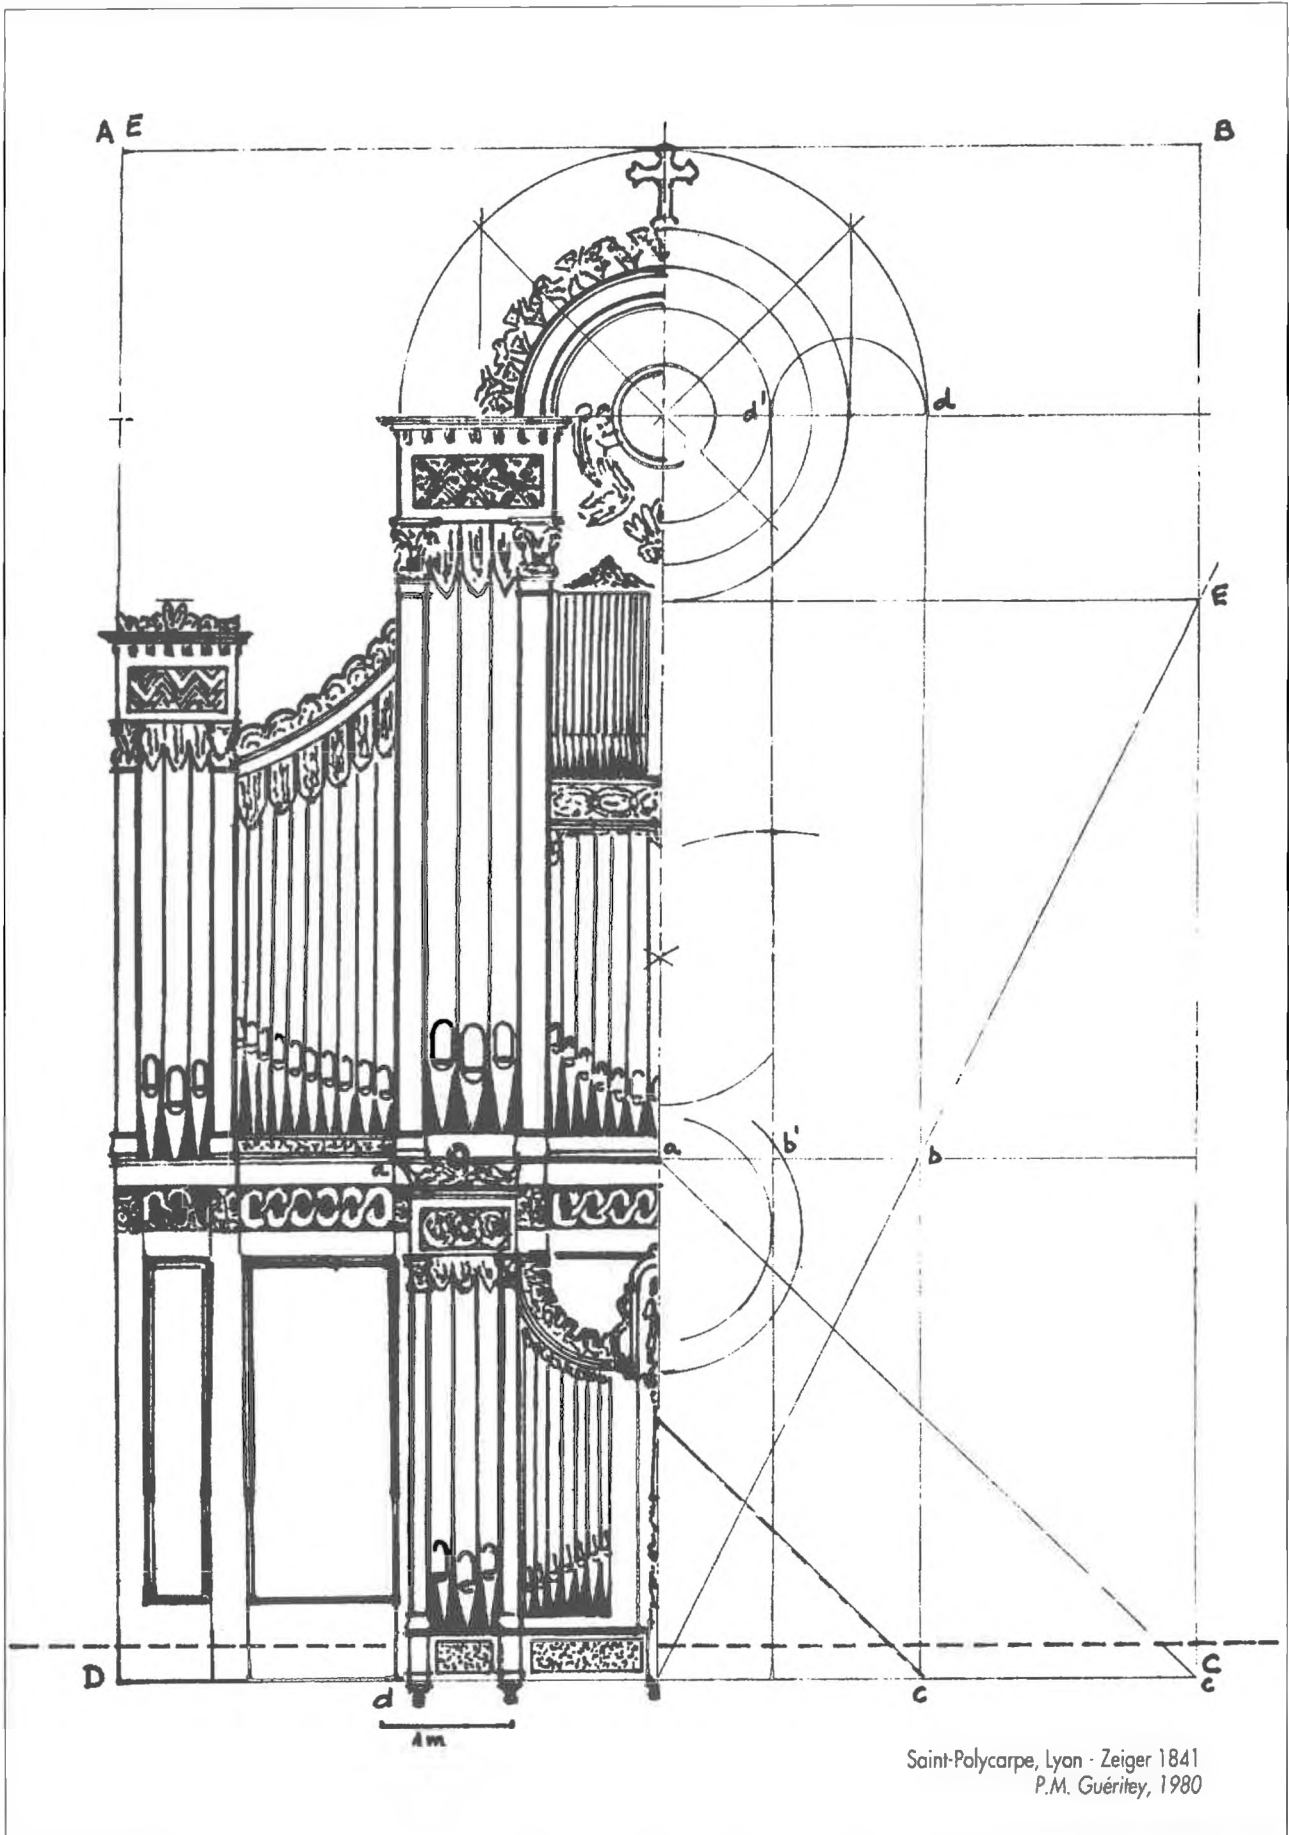 A E B
d' d
E
a a b' b
D d c C
c
1m
Saint-Polycarpe, Lyon - Zeiger 1841
P.M. Guéritey, 1980